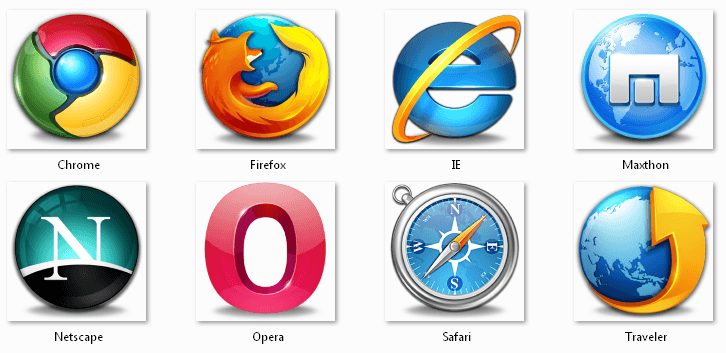 Chrome
Firefox
IE
Maxthon
N
N
W
E
S
Netscape
Opera
Safari
Traveler